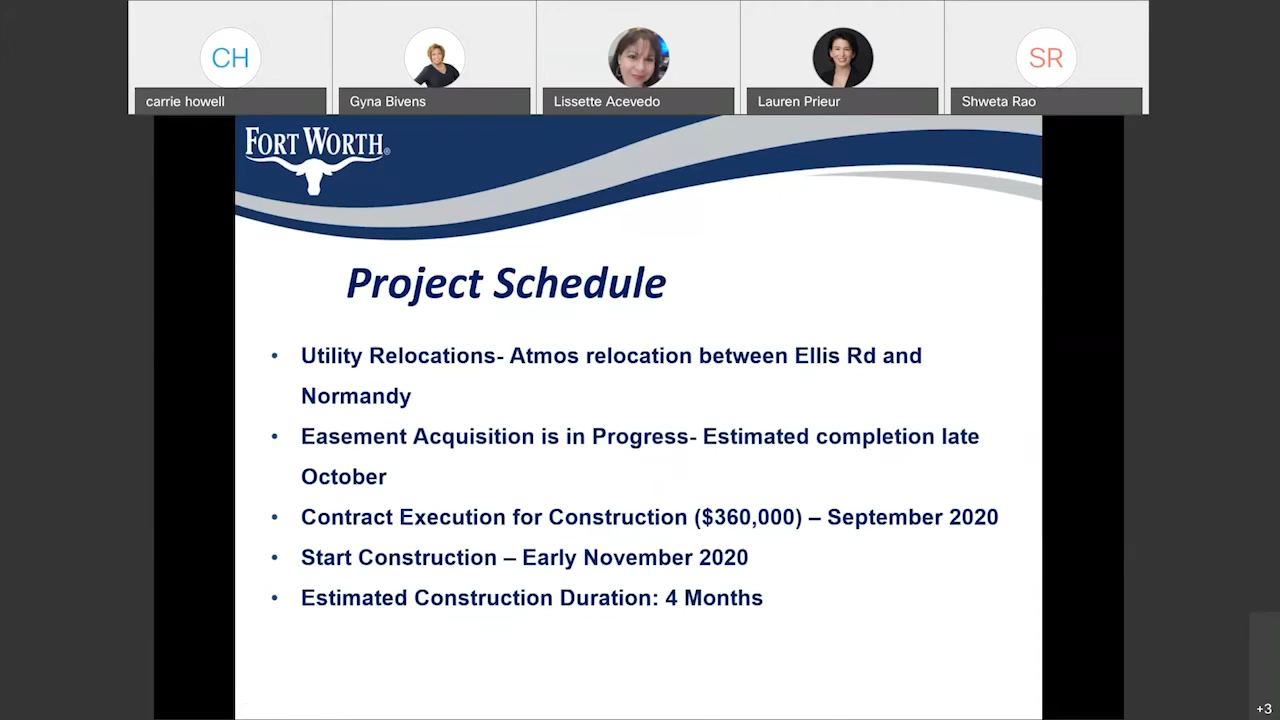 CH
SR
carrie howell
Gyna Bivens
Lissette Acevedo
Lauren Prieur
Shweta Rao
FORT WORTH®
Project Schedule
• Utility Relocations- Atmos relocation between Ellis Rd and
Normandy
• Easement Acquisition is in Progress- Estimated completion late
October
• Contract Execution for Construction ($360,000) – September 2020
• Start Construction – Early November 2020
• Estimated Construction Duration: 4 Months
+3